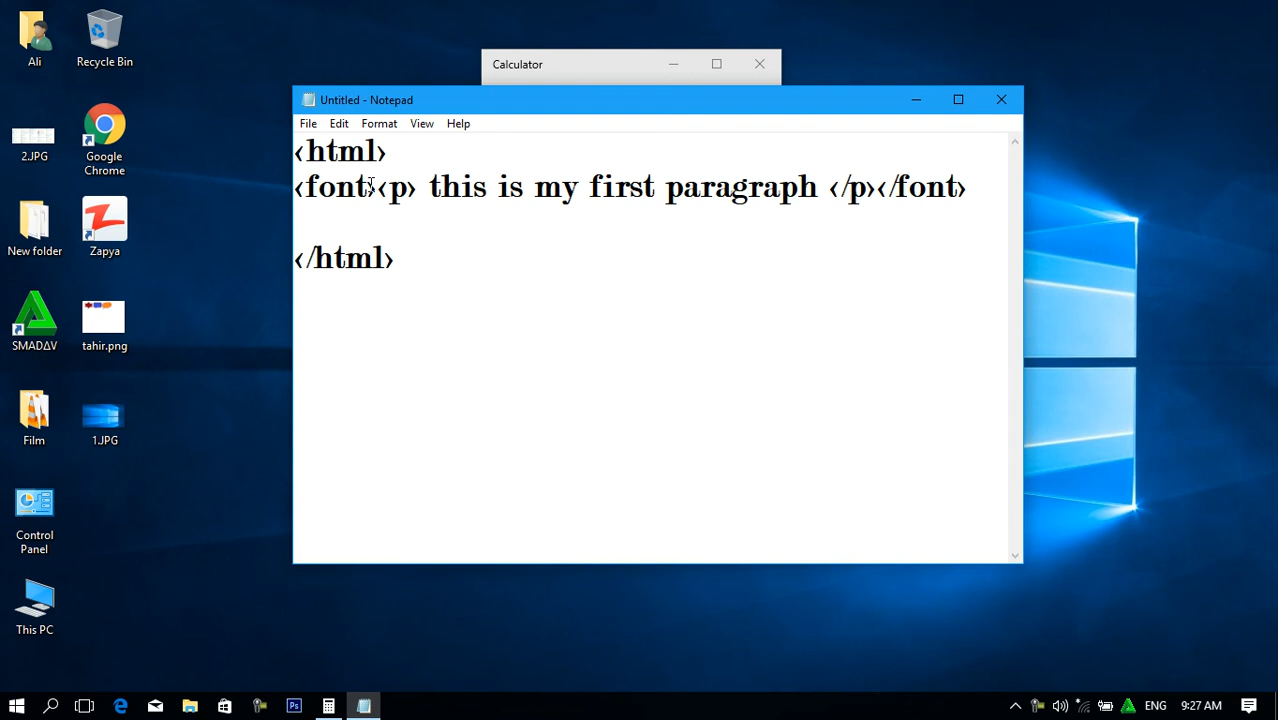 Ali
Recycle Bin
2.JPG
Google Chrome
New folder
Zapya
SMADΔV
tahir.png
Film
1.JPG
Control Panel
This PC
Calculator
Untitled - Notepad
File Edit Format View Help
<html>
<font><p> this is my first paragraph </p></font>
</html>
Ps
ENG
9:27 AM